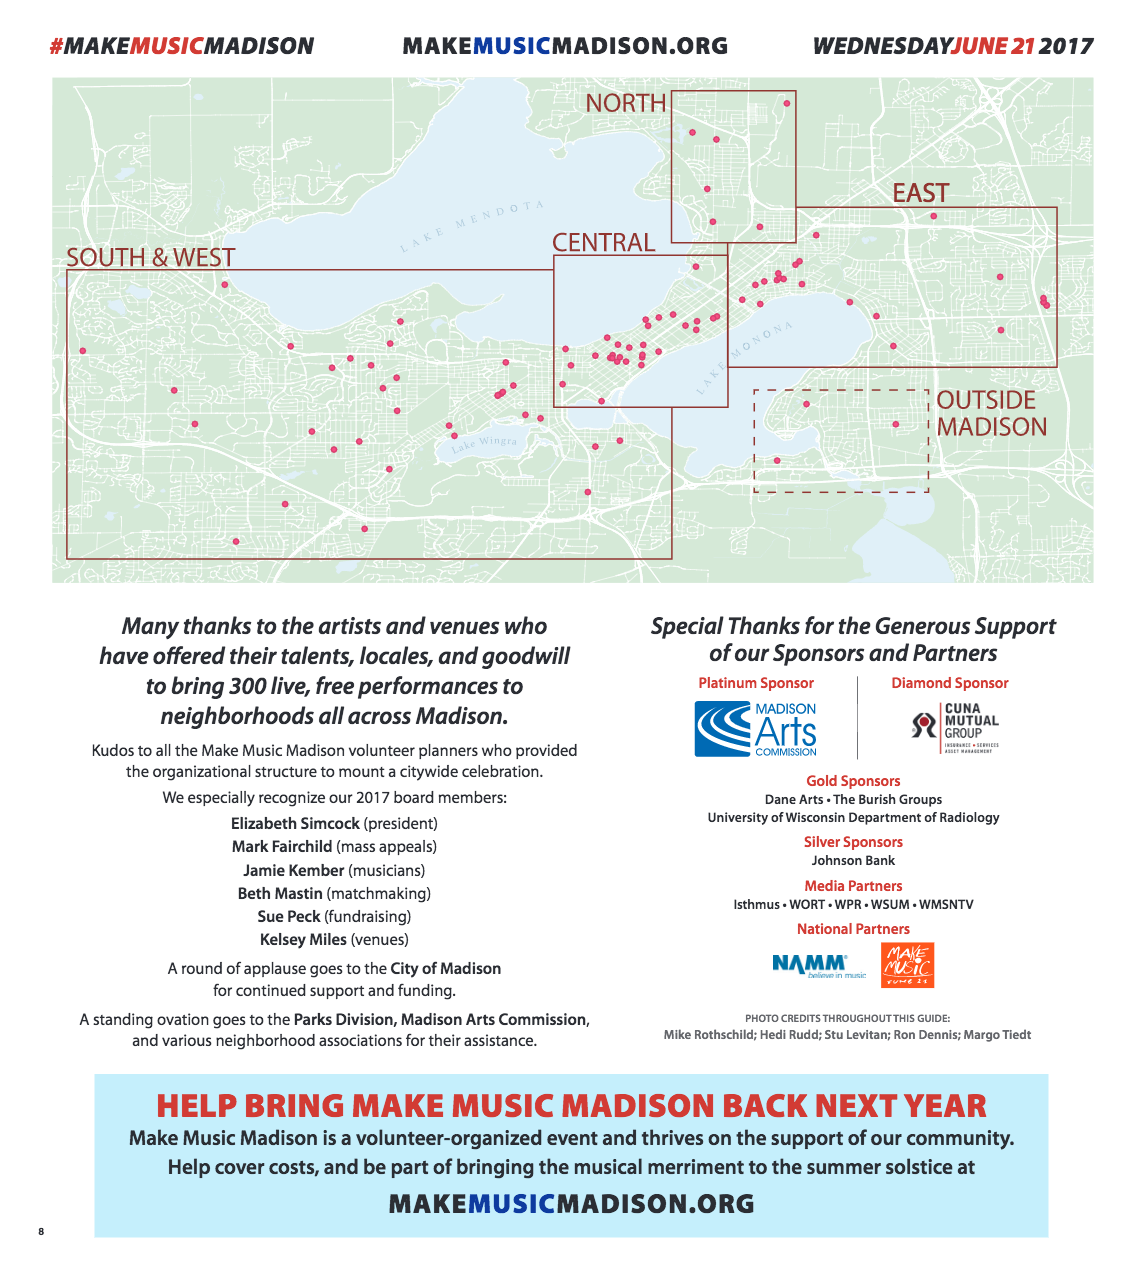 #MAKEMUSICMADISON
MAKEMUSICMADISON.ORG
WEDNESDAYJUNE 21 2017
NORTH
EAST
LAKE MENDOTA
CENTRAL
SOUTH & WEST
LAKE MONONA
OUTSIDE
MADISON
Lake Wingra
Many thanks to the artists and venues who
have offered their talents, locales, and goodwill
to bring 300 live, free performances to
neighborhoods all across Madison.
Kudos to all the Make Music Madison volunteer planners who provided
the organizational structure to mount a citywide celebration.
We especially recognize our 2017 board members:
Elizabeth Simcock (president)
Mark Fairchild (mass appeals)
Jamie Kember (musicians)
Beth Mastin (matchmaking)
Sue Peck (fundraising)
Kelsey Miles (venues)
A round of applause goes to the City of Madison
for continued support and funding.
A standing ovation goes to the Parks Division, Madison Arts Commission,
and various neighborhood associations for their assistance.
Special Thanks for the Generous Support
of our Sponsors and Partners
Platinum Sponsor
MADISON
Arts
COMMISSION
Diamond Sponsor
CUNA
MUTUAL
GROUP
INSURANCE • SERVICES
ASSET MANAGEMENT
Gold Sponsors
Dane Arts • The Burish Groups
University of Wisconsin Department of Radiology
Silver Sponsors
Johnson Bank
Media Partners
Isthmus • WORT • WPR • WSUM • WMSNTV
National Partners
NAMM®
believe in music
MAKE
MUSIC
JUNE 21
PHOTO CREDITS THROUGHOUT THIS GUIDE:
Mike Rothschild; Hedi Rudd; Stu Levitan; Ron Dennis; Margo Tiedt
HELP BRING MAKE MUSIC MADISON BACK NEXT YEAR
Make Music Madison is a volunteer-organized event and thrives on the support of our community.
Help cover costs, and be part of bringing the musical merriment to the summer solstice at
MAKEMUSICMADISON.ORG
8